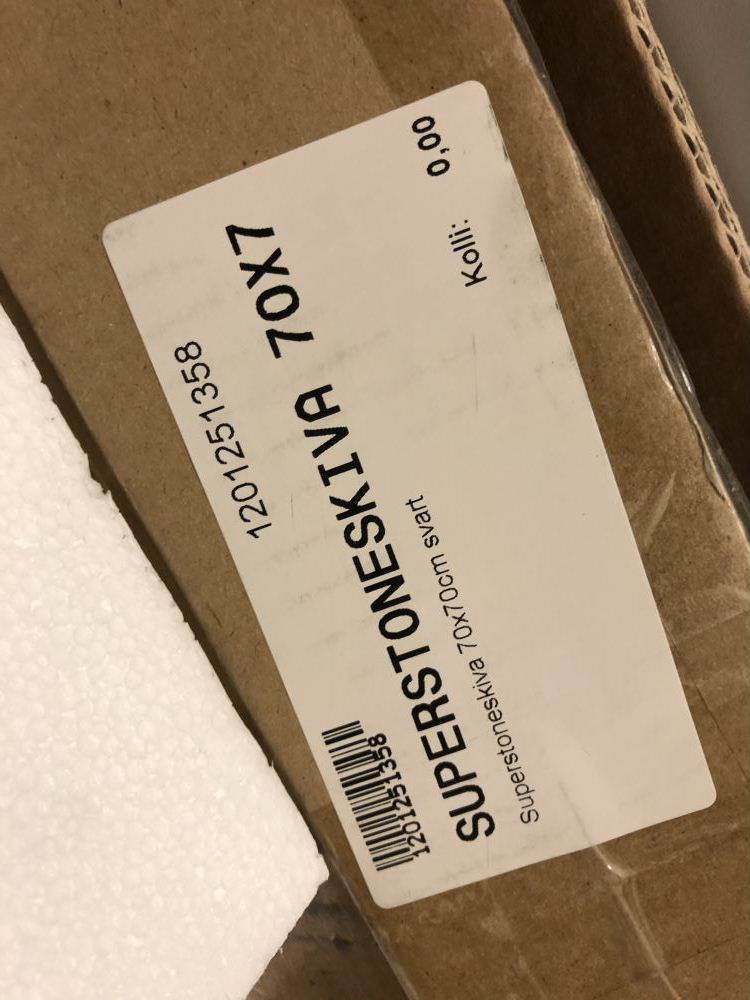 1201251358
1201251358
SUPERSTONESKIVA 70X7
Superstoneskiva 70x70cm svart
Kolli: 0,00